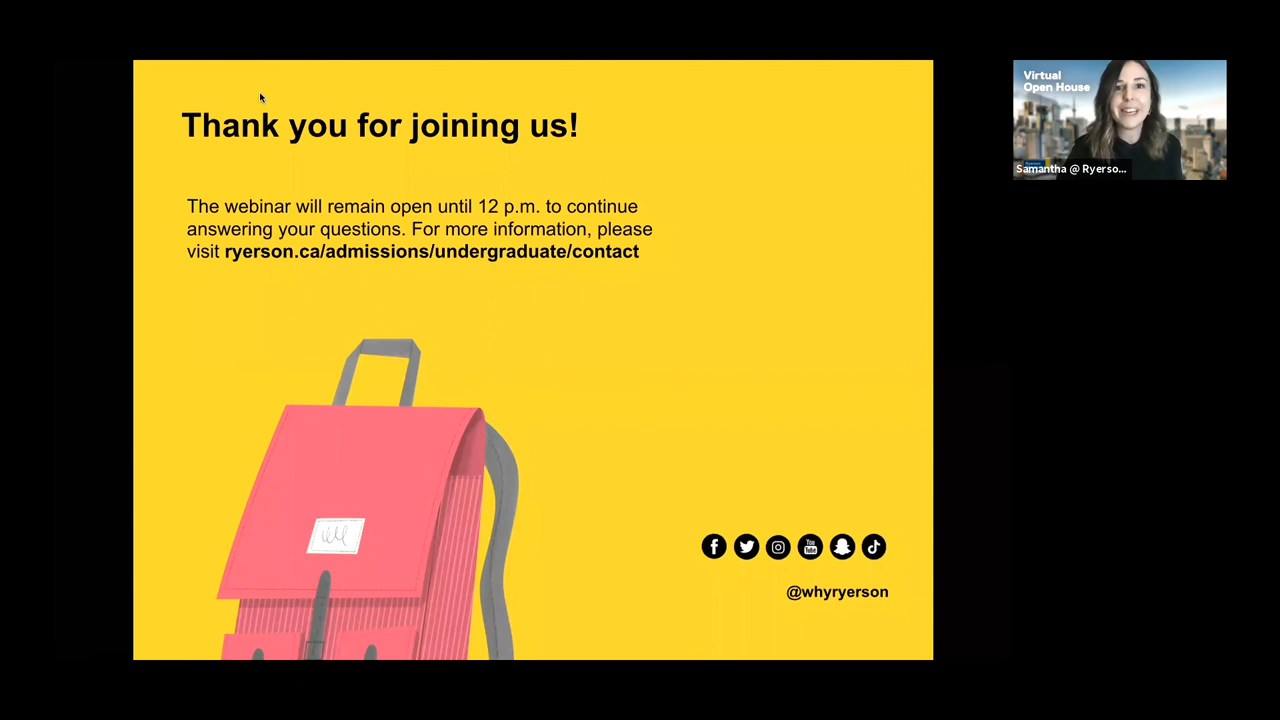 Thank you for joining us!
The webinar will remain open until 12 p.m. to continue
answering your questions. For more information, please
visit ryerson.ca/admissions/undergraduate/contact
@whyryerson
Virtual
Open House
Samantha @ Ryerso...